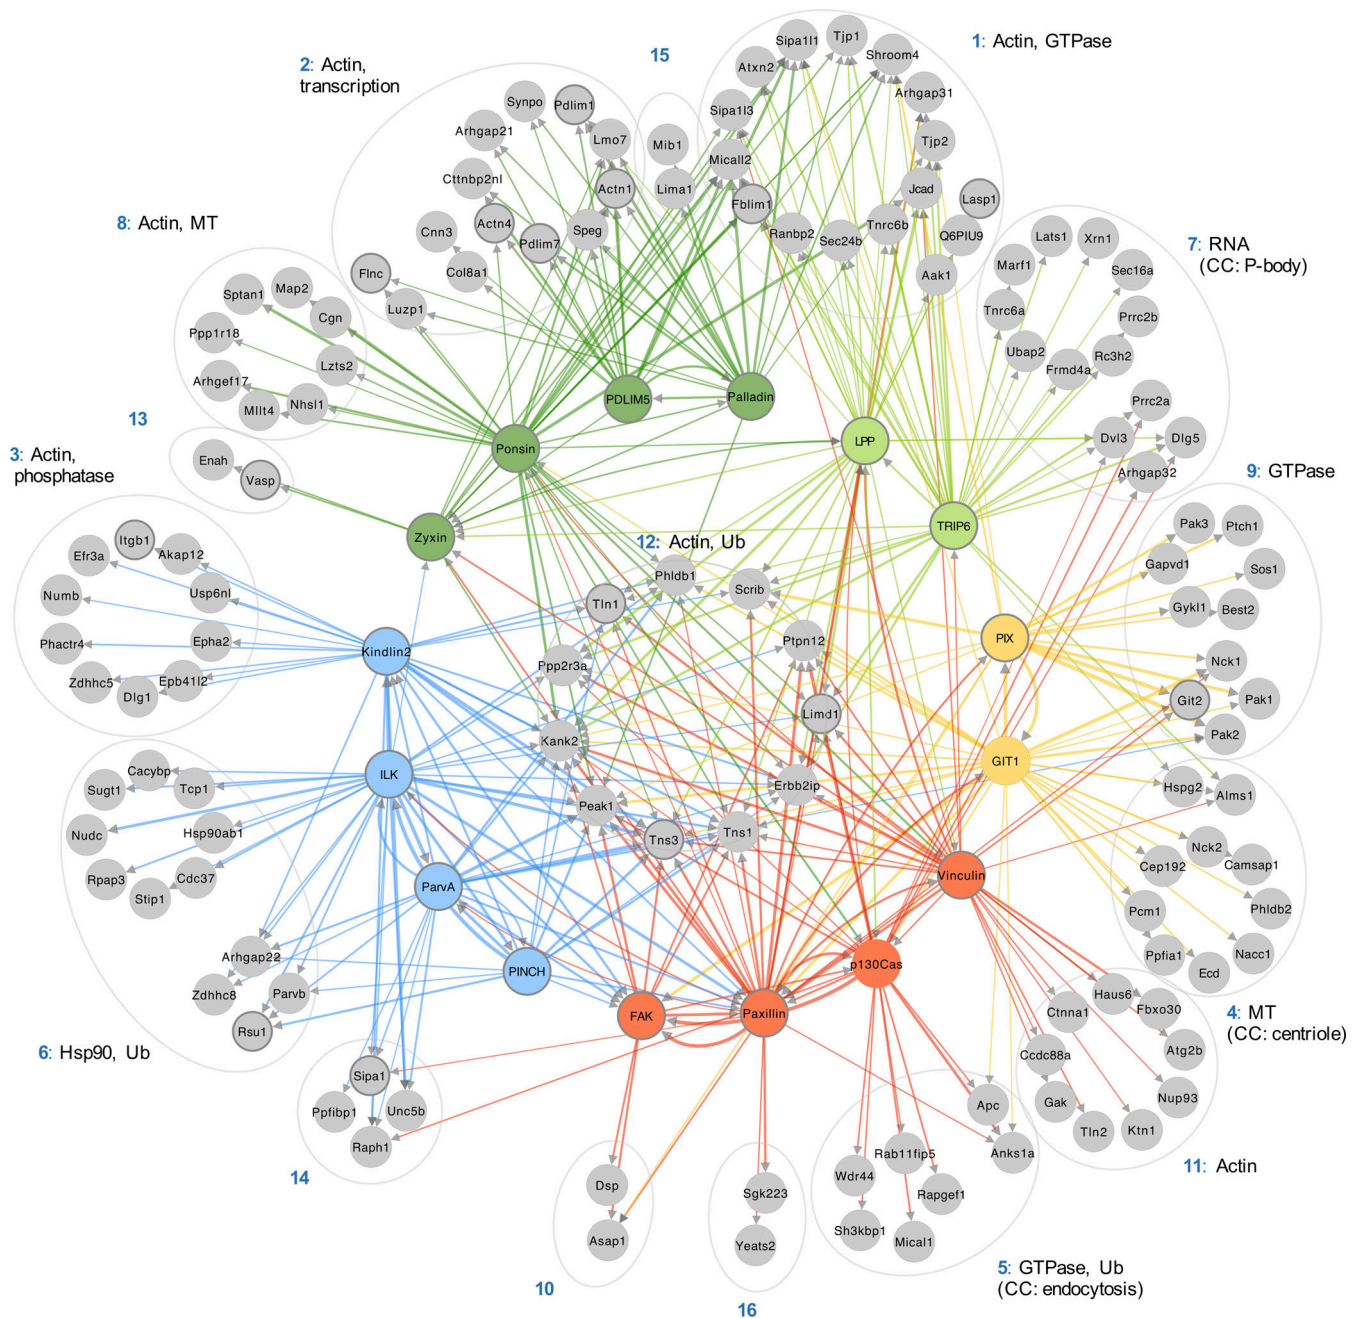 15
1: Actin, GTPase
2: Actin,
transcription
Sipa1l1
Tjp1
Shroom4
Atxn2
Arhgap31
Sipa1l3
Tjp2
Micall2
Jcad
Lasp1
Fblim1
Ranbp2
Sec24b
Tnrc6b
Q6PIU9
Aak1
Mib1
Lima1
Synpo
Pdlim1
Arhgap21
Lmo7
Cttnbp2nl
Actn1
Actn4
Cnn3
Pdlim7
Speg
Col8a1
Flnc
Luzp1
8: Actin, MT
Sptan1
Map2
Cgn
Ppp1r18
Lzts2
Arhgef17
Mllt4
Nhsl1
7: RNA
(CC: P-body)
Lats1
Xrn1
Marf1
Sec16a
Tnrc6a
Prrc2b
Ubap2
Frmd4a
Rc3h2
Prrc2a
Dvl3
Dlg5
Arhgap32
PDLIM5
Palladin
Ponsin
LPP
TRIP6
Zyxin
13
Enah
Vasp
3: Actin,
phosphatase
Itgb1
Efr3a
Akap12
Numb
Usp6nl
Phactr4
Epha2
Zdhhc5
Dlg1
Epb41l2
9: GTPase
Pak3
Ptch1
Gapvd1
Sos1
Gykl1
Best2
Nck1
Git2
Pak1
Pak2
12: Actin, Ub
Phldb1
Scrib
Tln1
Ptpn12
Ppp2r3a
Limd1
Kank2
Erbb2ip
Peak1
Tns3
Tns1
Kindlin2
ILK
ParvA
PINCH
PIX
GIT1
Vinculin
p130Cas
FAK
Paxillin
Cacybp
Sugt1
Tcp1
Nudc
Hsp90ab1
Rpap3
Cdc37
Stip1
Arhgap22
Zdhhc8
Parvb
Rsu1
6: Hsp90, Ub
Hspg2
Alms1
Nck2
Cep192
Camsap1
Pcm1
Phldb2
Ppfia1
Nacc1
Ecd
4: MT
(CC: centriole)
Haus6
Ctnna1
Fbxo30
Ccdc88a
Atg2b
Gak
Nup93
Tln2
Ktn1
11: Actin
Sipa1
Ppfibp1
Unc5b
Raph1
14
Dsp
Asap1
10
Sgk223
Yeats2
16
Apc
Anks1a
Rab11fip5
Wdr44
Rapgef1
Sh3kbp1
Mical1
5: GTPase, Ub
(CC: endocytosis)